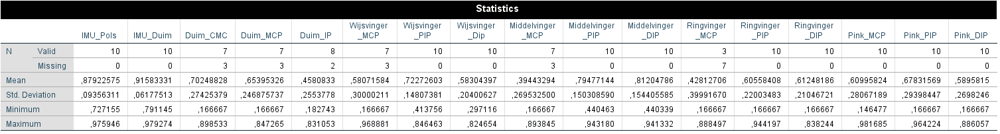 Statistics
IMU_Pols IMU_Duim Duim_CMC Duim_MCP Duim_IP Wijsvinger_MCP Wijsvinger_PIP Wijsvinger_Dip Middelvinger_MCP Middelvinger_PIP Middelvinger_DIP Ringvinger_MCP Ringvinger_PIP Ringvinger_DIP Pink_MCP Pink_PIP Pink_DIP
N Valid 10 10 7 7 8 7 10 10 7 10 10 3 10 10 10 10 10
Missing 0 0 3 3 2 3 0 0 3 0 0 7 0 0 0 0 0
Mean ,87922575 ,91583331 ,70248828 ,65395326 ,4580833 ,58071584 ,72272603 ,58304397 ,39443294 ,79477144 ,81204786 ,42812706 ,60558408 ,61248186 ,60995824 ,67831569 ,5895815
Std. Deviation ,09356311 ,06177513 ,27425379 ,246875737 ,2553778 ,30000211 ,14807381 ,20400627 ,269532500 ,150308590 ,154405585 ,39991670 ,22003483 ,21046721 ,28067189 ,29398447 ,2698246
Minimum ,727155 ,791145 ,166667 ,166667 ,182743 ,166667 ,413756 ,297116 ,166667 ,440463 ,440339 ,166667 ,166667 ,166667 ,146477 ,166667 ,166667
Maximum ,975946 ,979274 ,898533 ,847265 ,831053 ,968881 ,846463 ,824654 ,893845 ,943180 ,941332 ,888497 ,944197 ,838244 ,981685 ,964224 ,886057